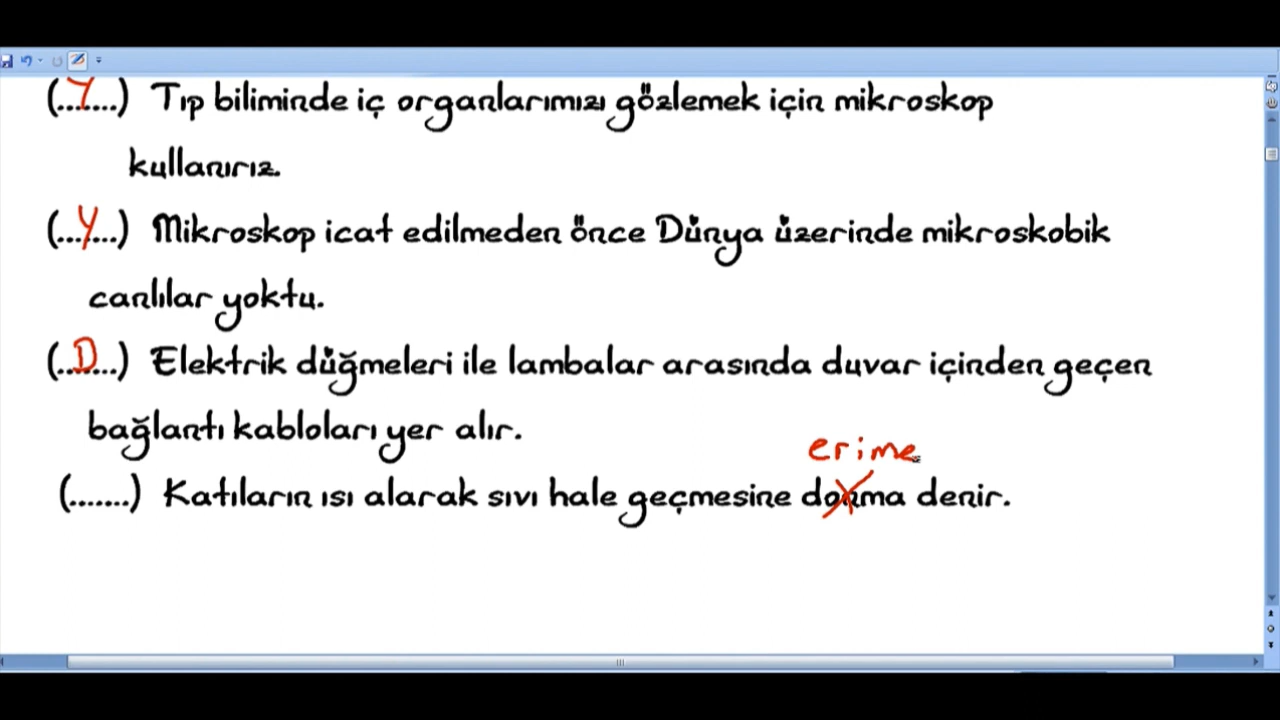 (...Y...) Tıp biliminde iç organlarımızı gözlemek için mikroskop
kullanırız.
(...Y...) Mikroskop icat edilmeden önce Dünya üzerinde mikroskobik
canlılar yoktu.
(...D...) Elektrik düğmeleri ile lambalar arasında duvar içinden geçen
bağlantı kabloları yer alır.
erime
(.......) Katıların ısı alarak sıvı hale geçmesine donma denir.